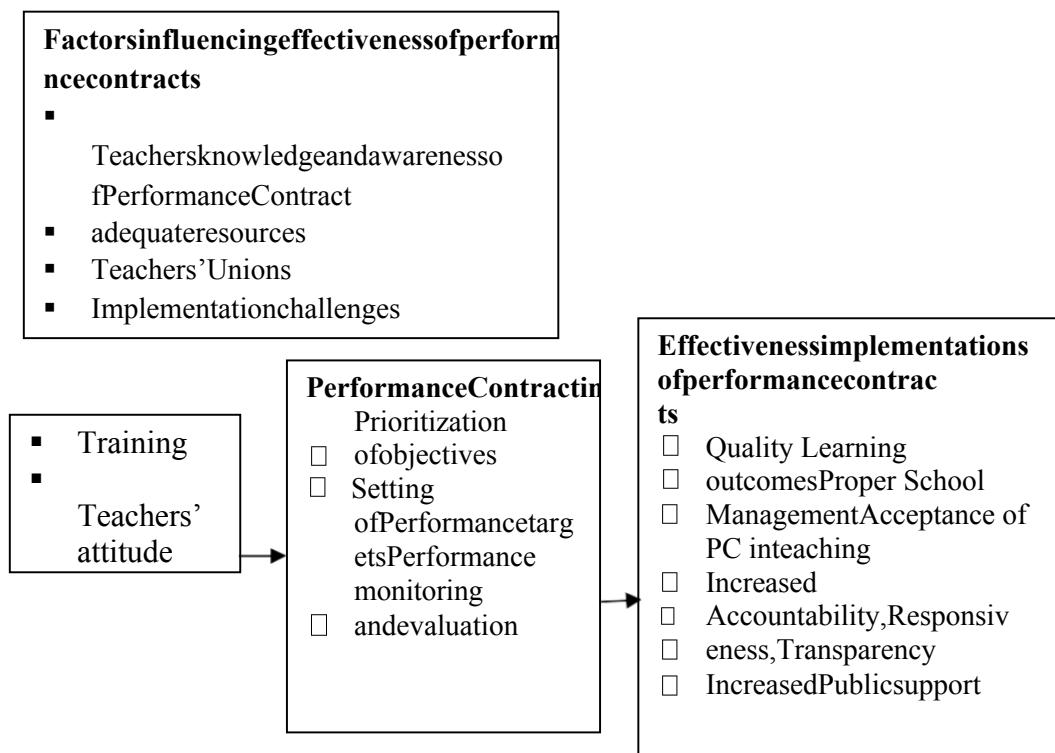 Factorsinfluencingeffectivenessofperform
ncecontracts
▪
Teachersknowledgeandawarenesso
fPerformanceContract
▪ adequateresources
▪ Teachers’Unions
▪ Implementationchallenges
▪ Training
▪
Teachers’
attitude
PerformanceContractin
Prioritization
□ ofobjectives
□ Setting
ofPerformancetarg
etsPerformance
monitoring
□ andevaluation
Effectivenessimplementations
ofperformancecontrac
ts
□ Quality Learning
□ outcomesProper School
□ ManagementAcceptance of
PC inteaching
□ Increased
□ Accountability,Responsiv
□ eness,Transparency
□ IncreasedPublicsupport